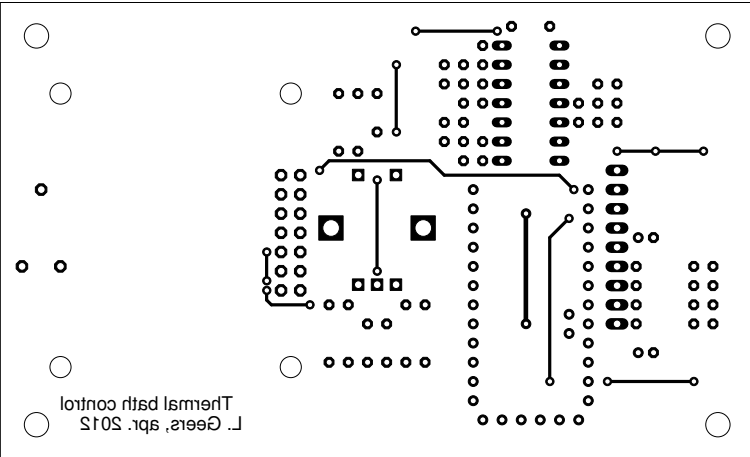 Thermal bath control
L. Geers, apr. 2012